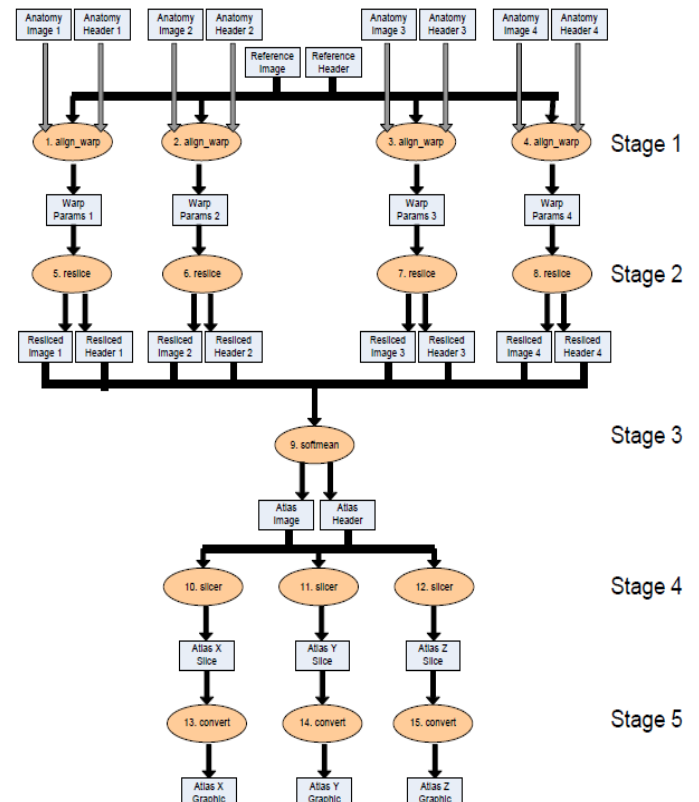 Anatomy
Image 1
Anatomy
Header 1
Anatomy
Image 2
Anatomy
Header 2
Anatomy
Image 3
Anatomy
Header 3
Anatomy
Image 4
Anatomy
Header 4
Reference
Image
Reference
Header
1. align_warp
2. align_warp
3. align_warp
4. align_warp
Stage 1
Warp
Params 1
Warp
Params 2
Warp
Params 3
Warp
Params 4
5. reslice
6. reslice
7. reslice
8. reslice
Stage 2
Resliced
Image 1
Resliced
Header 1
Resliced
Image 2
Resliced
Header 2
Resliced
Image 3
Resliced
Header 3
Resliced
Image 4
Resliced
Header 4
9. softmean
Stage 3
Atlas
Image
Atlas
Header
10. slicer
11. slicer
12. slicer
Stage 4
Atlas X
Slice
Atlas Y
Slice
Atlas Z
Slice
13. convert
14. convert
15. convert
Stage 5
Atlas X
Graphic
Atlas Y
Graphic
Atlas Z
Graphic